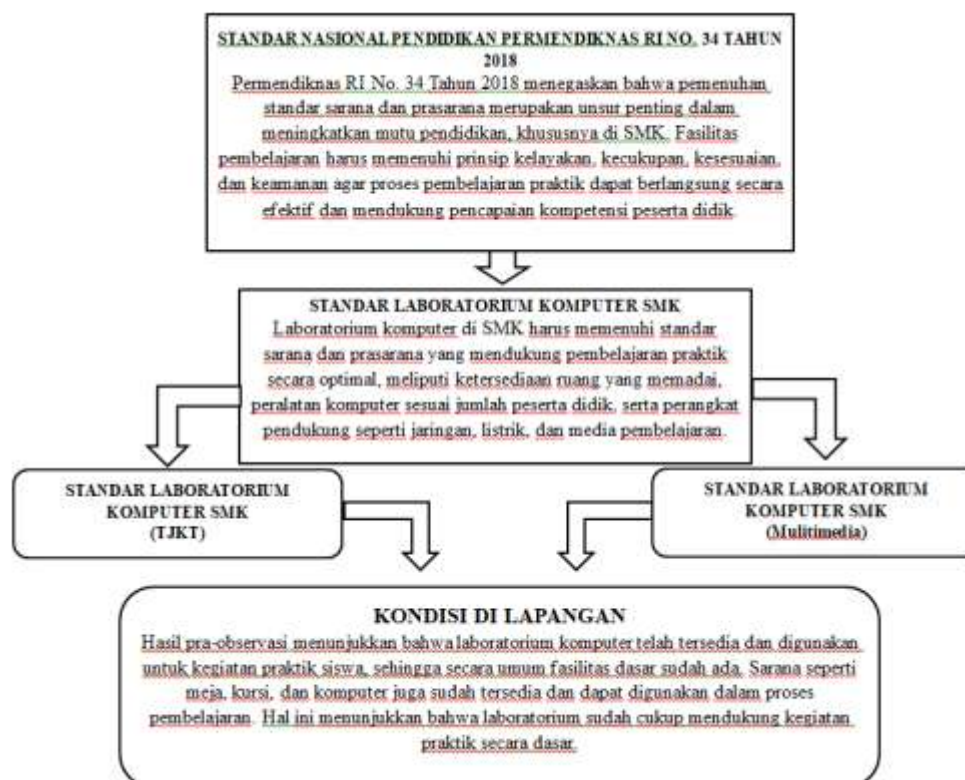 STANDAR NASIONAL PENDIDIKAN PERMENDIKNAS RI NO. 34 TAHUN
2018
Permendiknas RI No. 34 Tahun 2018 menegaskan bahwa pemenuhan
standar sarana dan prasarana merupakan unsur penting dalam
meningkatkan mutu pendidikan, khususnya di SMK. Fasilitas
pembelajaran harus memenuhi prinsip kelayakan, kecukupan, kesesuaian,
dan keamanan agar proses pembelajaran praktik dapat berlangsung secara
efektif dan mendukung pencapaian kompetensi peserta didik.
STANDAR LABORATORIUM KOMPUTER SMK
Laboratorium komputer di SMK harus memenuhi standar
sarana dan prasarana yang mendukung pembelajaran praktik
secara optimal, meliputi ketersediaan ruang yang memadai,
peralatan komputer sesuai jumlah peserta didik, serta perangkat
pendukung seperti jaringan, listrik, dan media pembelajaran.
STANDAR LABORATORIUM
KOMPUTER SMK
(TJKT)
STANDAR LABORATORIUM
KOMPUTER SMK
(Mulitimedia)
KONDISI DI LAPANGAN
Hasil pra-observasi menunjukkan bahwa laboratorium komputer telah tersedia dan digunakan
untuk kegiatan praktik siswa, sehingga secara umum fasilitas dasar sudah ada. Sarana seperti
meja, kursi, dan komputer juga sudah tersedia dan dapat digunakan dalam proses
pembelajaran. Hal ini menunjukkan bahwa laboratorium sudah cukup mendukung kegiatan
praktik secara dasar.